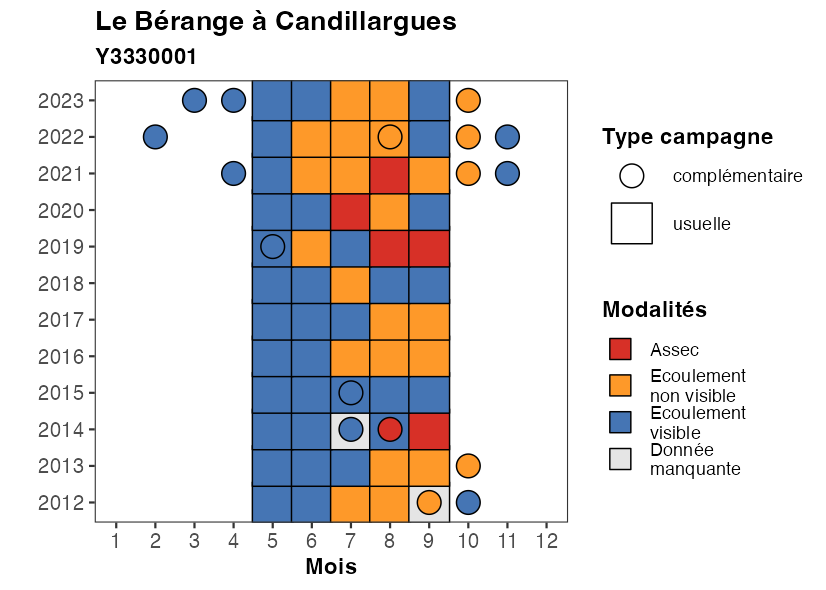 Le Bérange à Candillargues
Y3330001
2023
2022
2021
2020
2019
2018
2017
2016
2015
2014
2013
2012
1 2 3 4 5 6 7 8 9 10 11 12
Mois
Type campagne
complémentaire
usuelle
Modalités
Assec
Ecoulement
non visible
Ecoulement
visible
Donnée
manquante